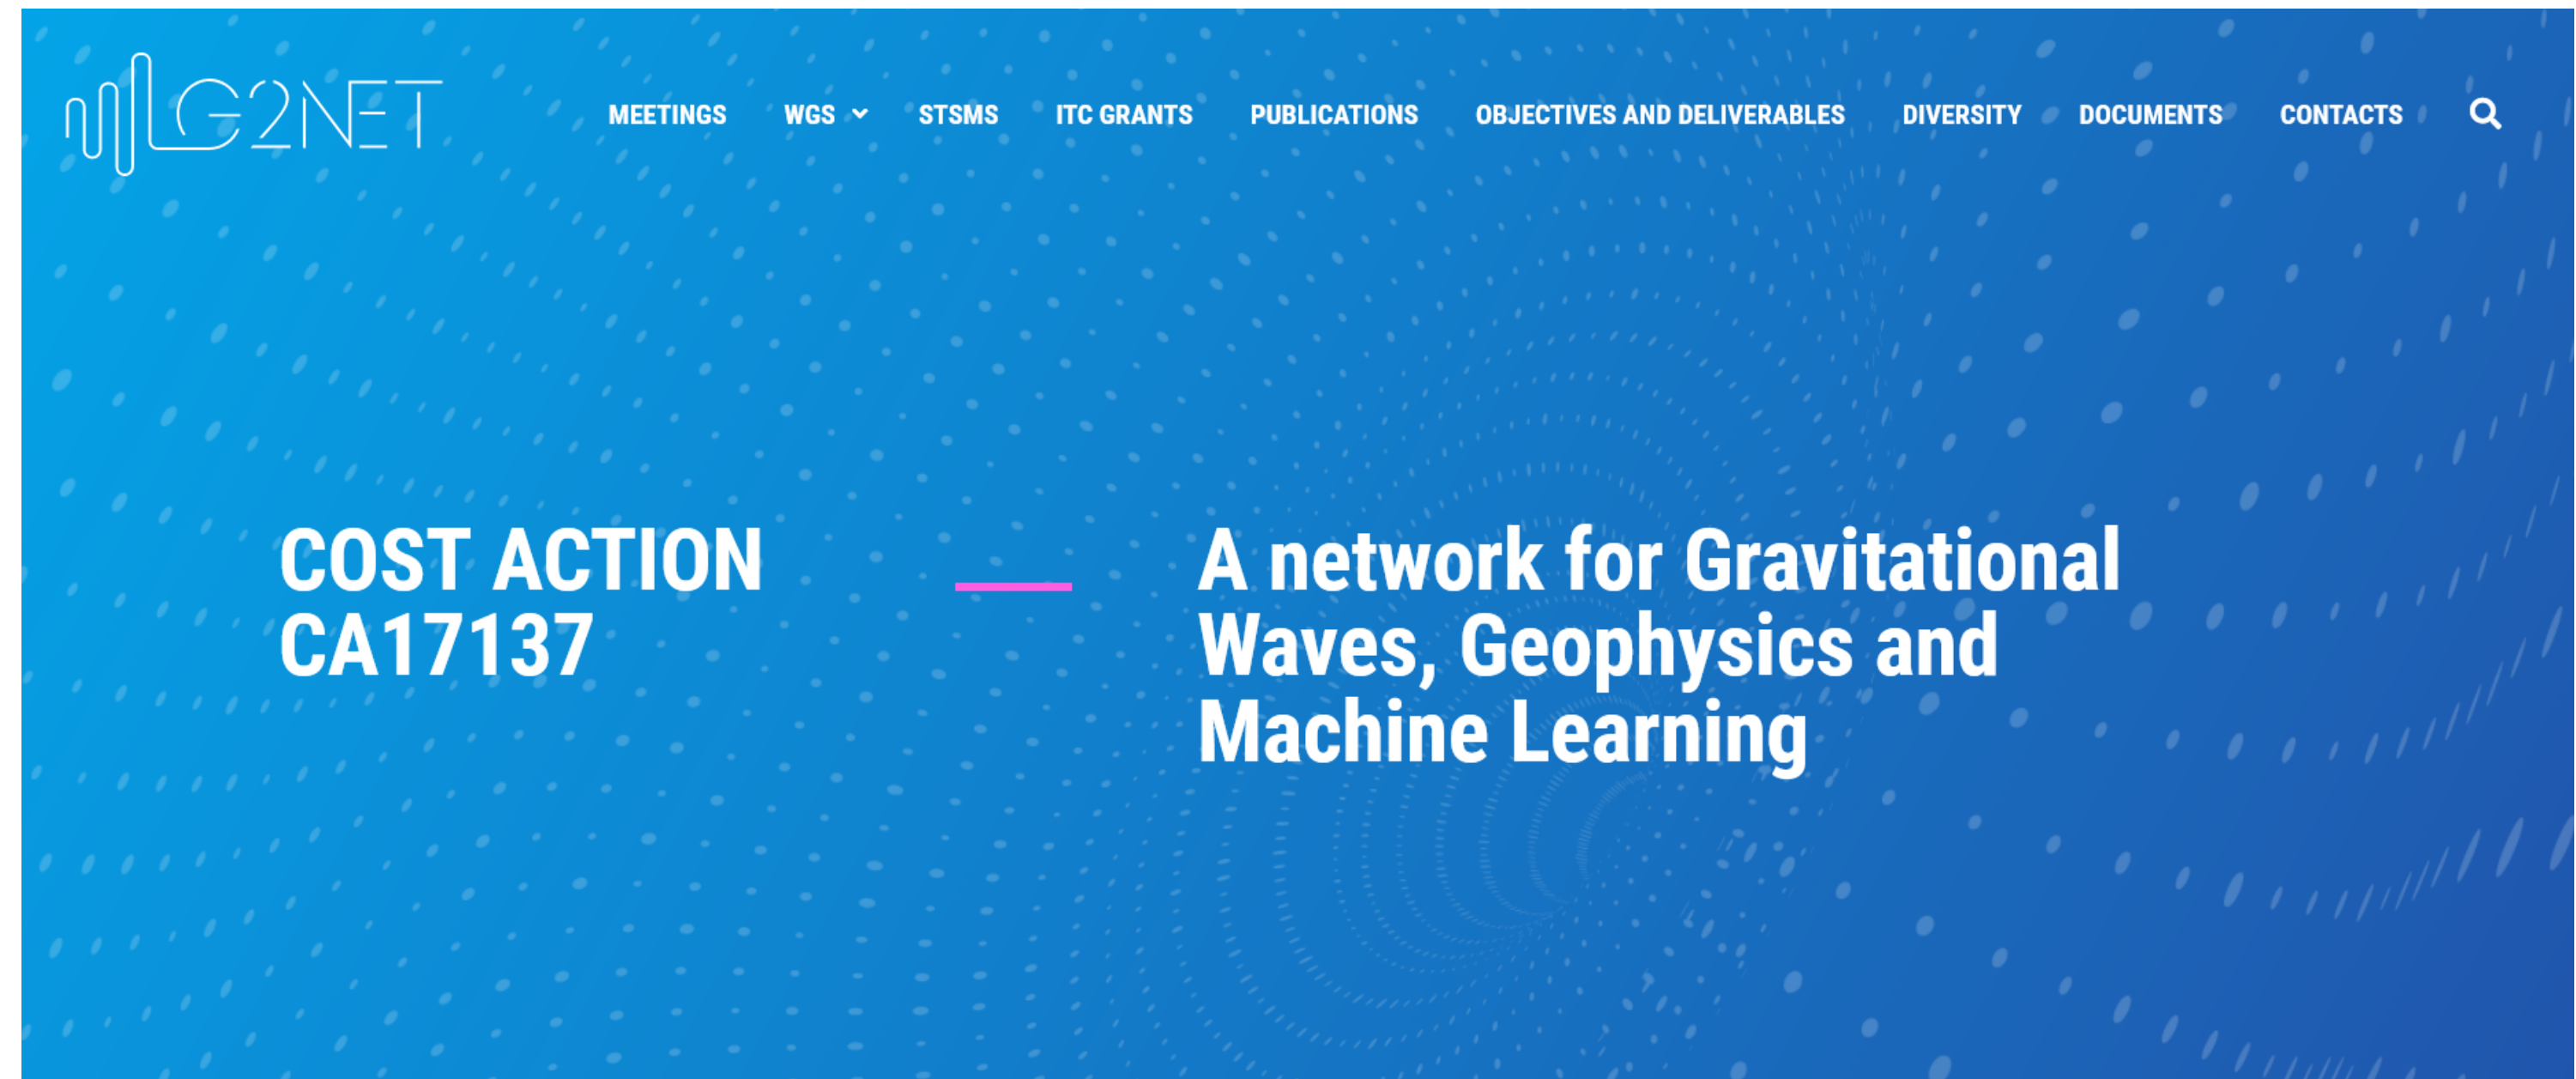 G2NET
MEETINGS WGS STSMS ITC GRANTS PUBLICATIONS OBJECTIVES AND DELIVERABLES DIVERSITY DOCUMENTS CONTACTS
COST ACTION
CA17137
A network for Gravitational
Waves, Geophysics and
Machine Learning